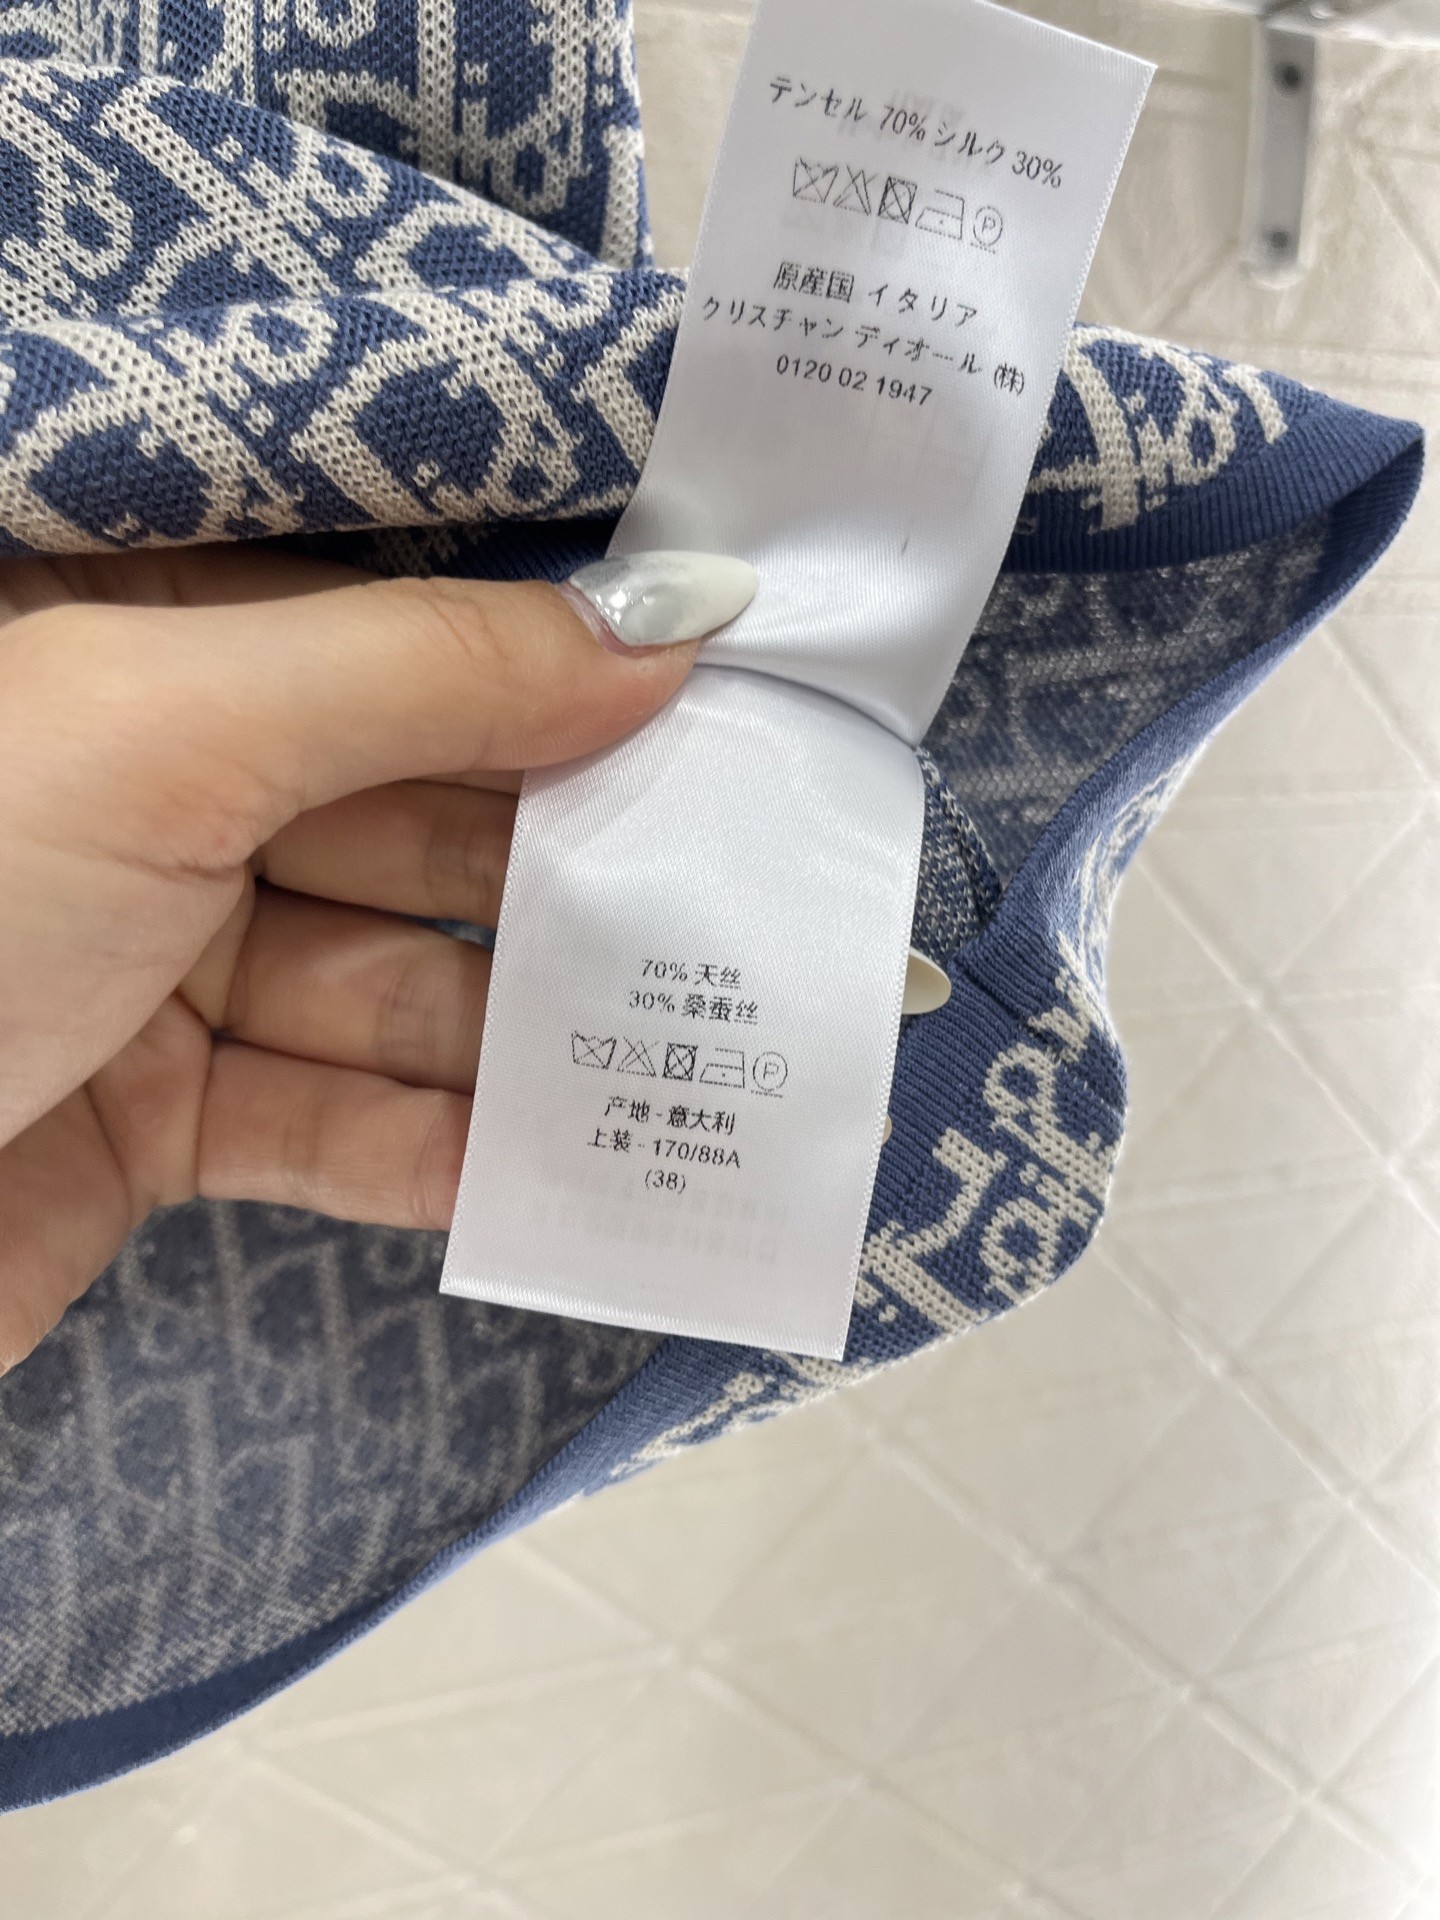 テンセル 70% シルク 30%
P
原産国 イタリア
クリスチャン ディオール (株)
0120 02 1947
70% 天丝
30% 桑蚕丝
P
产地 - 意大利
上装 - 170/88A
(38)